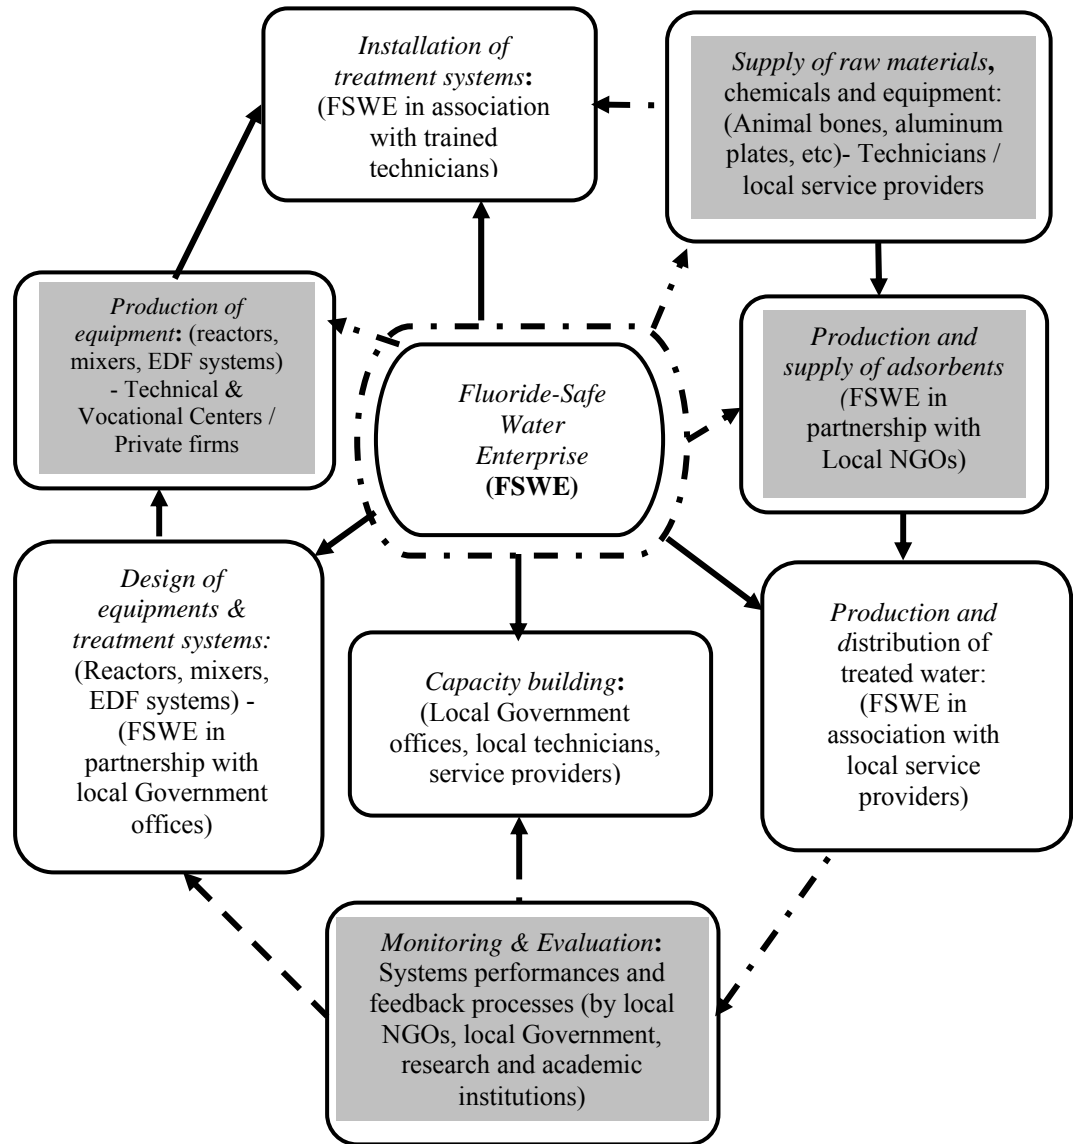 Installation of
treatment systems:
(FSWE in association
with trained
technicians)
Supply of raw materials,
chemicals and equipment:
(Animal bones, aluminum
plates, etc)- Technicians /
local service providers
Production of
equipment: (reactors,
mixers, EDF systems)
- Technical &
Vocational Centers /
Private firms
Fluoride-Safe
Water
Enterprise
(FSWE)
Production and
supply of adsorbents
(FSWE in
partnership with
Local NGOs)
Design of
equipments &
treatment systems:
(Reactors, mixers,
EDF systems) -
(FSWE in
partnership with
local Government
offices)
Capacity building:
(Local Government
offices, local technicians,
service providers)
Production and
distribution of
treated water:
(FSWE in
association with
local service
providers)
Monitoring & Evaluation:
Systems performances and
feedback processes (by local
NGOs, local Government,
research and academic
institutions)